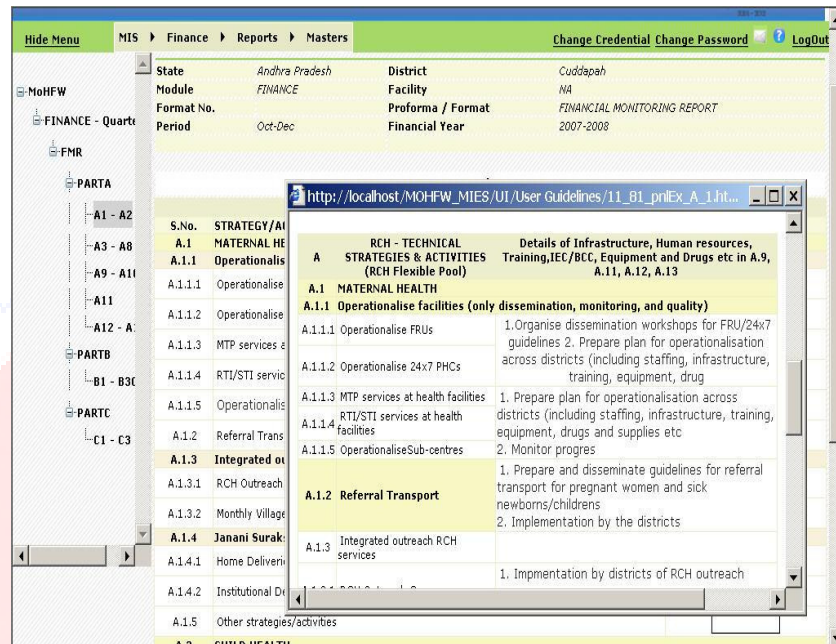 Hide Menu
MIS Finance Reports Masters
Change Credential Change Password ? LogOut
MoHFW
FINANCE - Quarte
FMR
PARTA
A1 - A2
A3 - A8
A9 - A10
A11
A12 - A
PARTB
B1 - B30
PARTC
C1 - C3
State Andhra Pradesh District Cuddapah
Module FINANCE Facility NA
Format No. Proforma / Format FINANCIAL MONITORING REPORT
Period Oct-Dec Financial Year 2007-2008
S.No. STRATEGY/A
A.1 MATERNAL HE
A.1.1 Operationalis
A.1.1.1 Operationalise
A.1.1.2 Operationalise
A.1.1.3 MTP services a
A.1.1.4 RTI/STI servic
A.1.1.5 Operationalis
A.1.2 Referral Trans
A.1.3 Integrated ou
A.1.3.1 RCH Outreach
A.1.3.2 Monthly Village
A.1.4 Janani Surak
A.1.4.1 Home Deliveri
A.1.4.2 Institutional De
A.1.5 Other strategies/activities
CHILD HEALTH
http://localhost/MOHFW_MIES/UI/User Guidelines/11_81_pnlEx_A_1.ht...
A
RCH - TECHNICAL
STRATEGIES & ACTIVITIES
(RCH Flexible Pool)
Details of Infrastructure, Human resources,
Training,IEC/BCC, Equipment and Drugs etc in A.9,
A.11, A.12, A.13
A.1 MATERNAL HEALTH
A.1.1 Operationalise facilities (only dissemination, monitoring, and quality)
A.1.1.1 Operationalise FRUs
A.1.1.2 Operationalise 24x7 PHCs
1.Organise dissemination workshops for FRU/24x7
guidelines 2. Prepare plan for operationalisation
across districts (including staffing, infrastructure,
training, equipment, drug
A.1.1.3 MTP services at health facilities
A.1.1.4 RTI/STI services at health
facilities
A.1.1.5 OperationaliseSub-centres
1. Prepare plan for operationalisation across
districts (including staffing, infrastructure, training,
equipment, drugs and supplies etc
2. Monitor progres
A.1.2 Referral Transport
1. Prepare and disseminate guidelines for referral
transport for pregnant women and sick
newborns/childrens
2. Implementation by the districts
A.1.3 Integrated outreach RCH
services
1. Impmentation by districts of RCH outreach